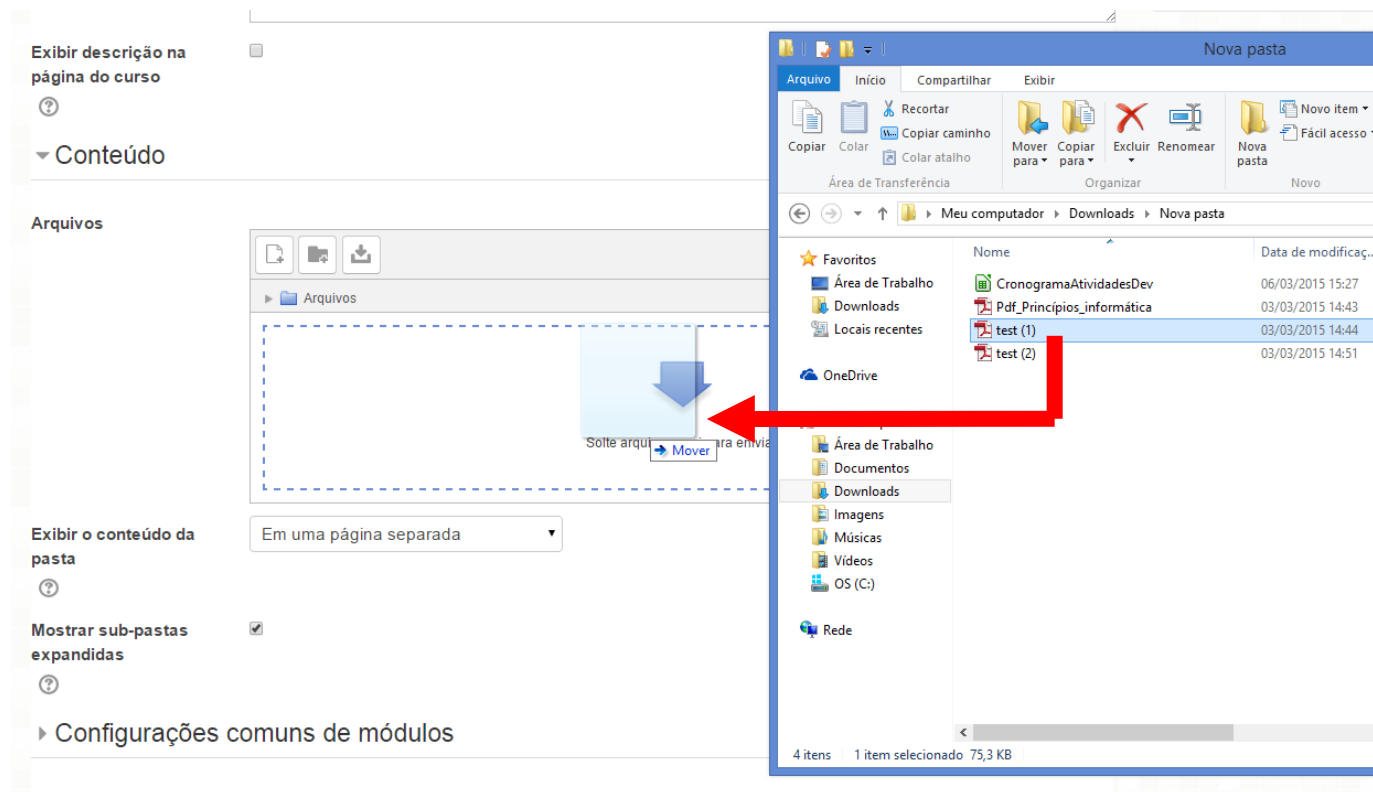 Exibir descrição na
página do curso
Conteúdo
Arquivos
Arquivos
Solte
Mover
Exibir o conteúdo da
pasta
Em uma página separada
Mostrar sub-pastas
expandidas
Configurações comuns de módulos
Nova pasta
Arquivo Início Compartilhar Exibir
Copiar
Colar
Recortar
Copiar caminho
Colar atalho
Área de Transferência
Mover
para
Copiar
para
Excluir
Renomear
Organizar
Nova
pasta
Novo item
Fácil acesso
Novo
Meu computador Downloads Nova pasta
Nome Data de modificaç...
CronogramaAtividadesDev 06/03/2015 15:27
Pdf_Princípios_informática 03/03/2015 14:43
test (1) 03/03/2015 14:44
test (2) 03/03/2015 14:51
Favoritos
Área de Trabalho
Downloads
Locais recentes
OneDrive
Área de Trabalho
Documentos
Downloads
Imagens
Músicas
Vídeos
OS (C:)
Rede
4 itens 1 item selecionado 75,3 KB